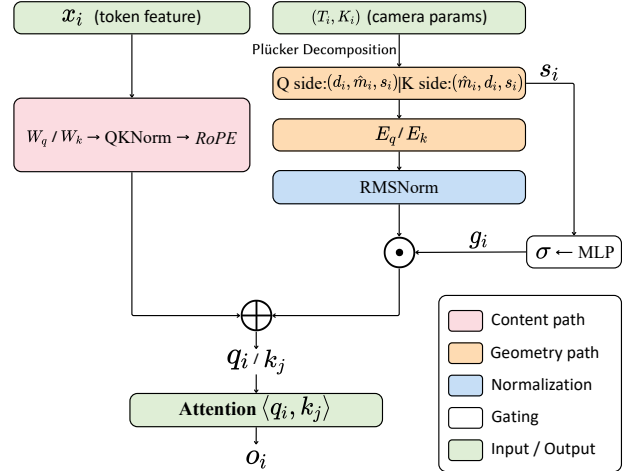 x_i (token feature)
(T_i, K_i) (camera params)
Plücker Decomposition
Q side:(d_i, m̂_i, s_i)|K side:(m̂_i, d_i, s_i)
s_i
W_q / W_k → QKNorm → RoPE
E_q / E_k
RMSNorm
g_i
σ ← MLP
q_i / k_j
Attention ⟨q_i, k_j⟩
o_i
Content path
Geometry path
Normalization
Gating
Input / Output